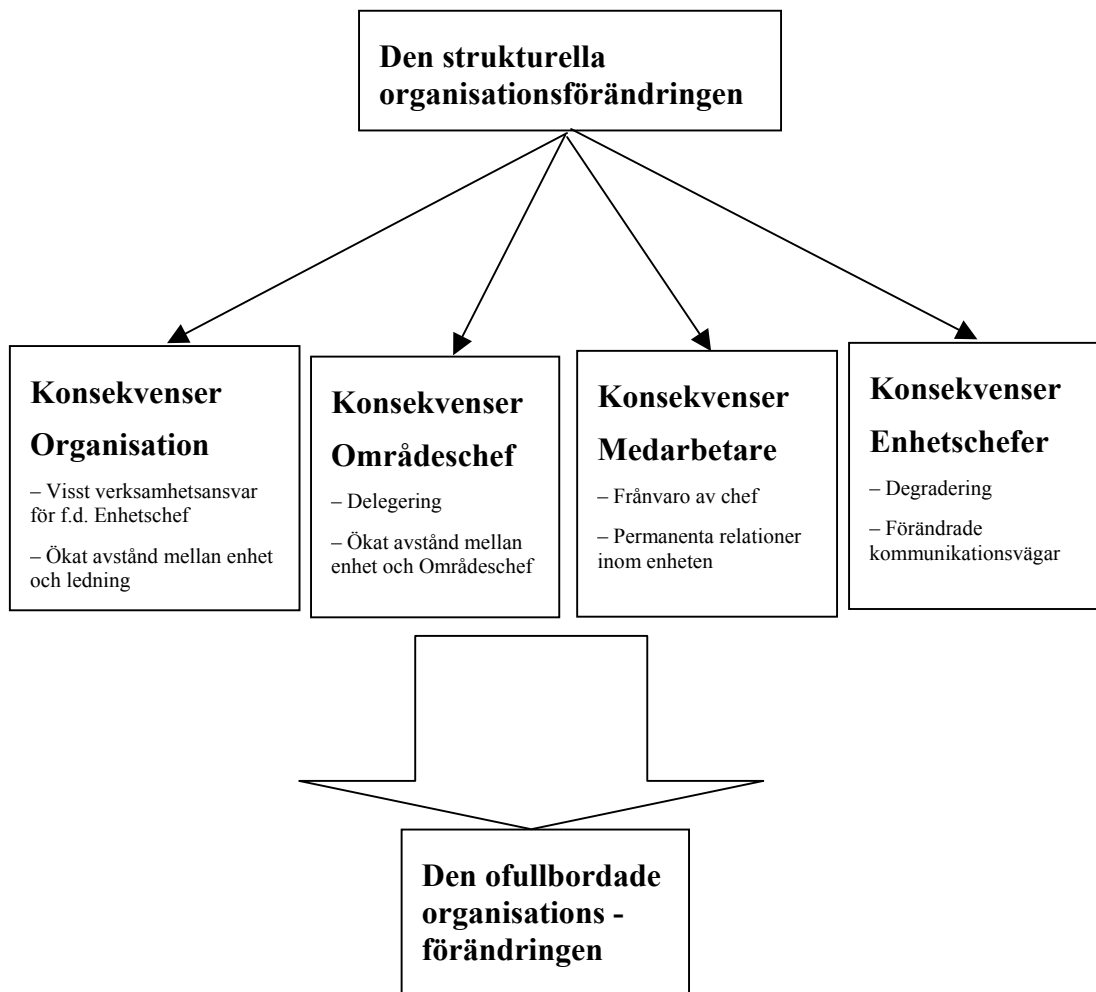 Den strukturella
organisationsförändringen
Konsekvenser
Organisation
– Visst verksamhetsansvar
för f.d. Enhetschef
– Ökat avstånd mellan enhet
och ledning
Konsekvenser
Områdeschef
– Delegering
– Ökat avstånd mellan
enhet och Områdeschef
Konsekvenser
Medarbetare
– Frånvaro av chef
– Permanenta relationer
inom enheten
Konsekvenser
Enhetschefer
– Degradering
– Förändrade
kommunikationsvägar
Den ofullbordade
organisations -
förändringen